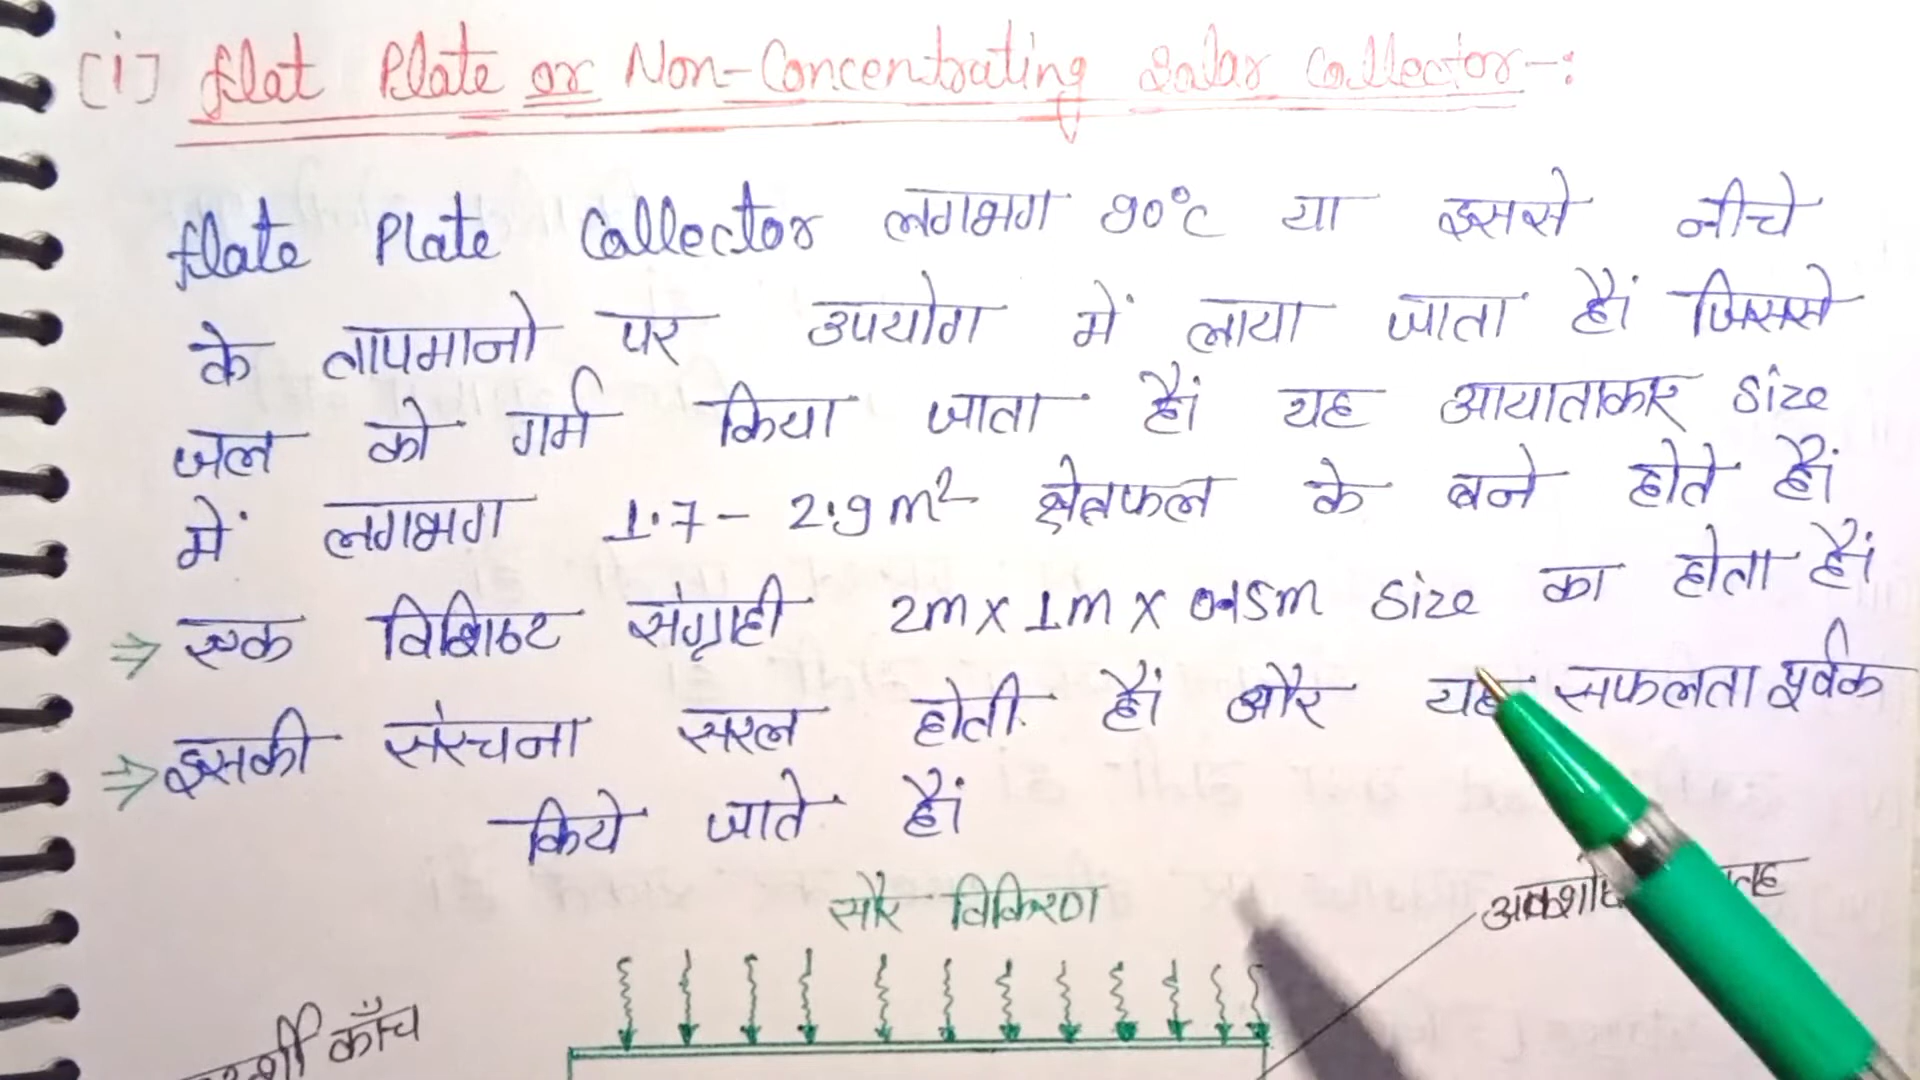 (i) Flat Plate or Non-Concentrating Solar Collector-:
Flate Plate Collector लगभग 90°C या इससे नीचे
के तापमानो पर उपयोग में लाया जाता हैं जिससे
जल को गर्म किया जाता हैं यह आयाताकार Size
में लगभग 1.7 - 2.9 m² क्षेत्रफल के बने होते हैं
⇒ एक विशिष्ट संग्राही 2m x 1m x 0.15m Size का होता हैं
⇒ इसकी संरचना सरल होती हैं और यह सफलता पूर्वक
किये जाते हैं
सौर विकिरण
काँच